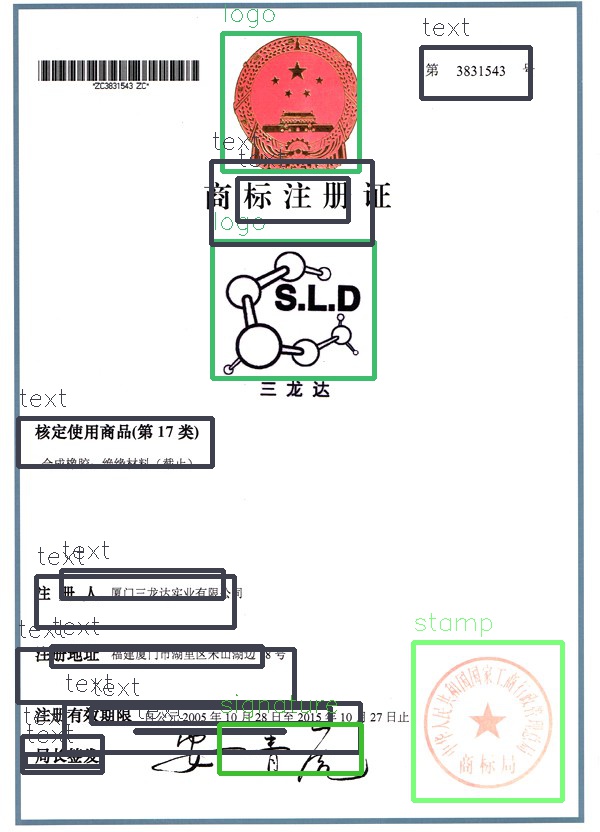 logo
text
第 3831543 号
*ZC3831543 ZC*
text
text
商标注册证
logo
S.L.D
三龙达
text
核定使用商品(第 17 类)
合成橡胶；绝缘材料（截止）
text
text
注册人 厦门三龙达实业有限公司
text
text
stamp
注册地址 福建厦门市湖里区禾山湖边 8 号
中华人民共和国国家工商行政管理总局
商标局
text
text
signature
注册有效期限 自公元 2005 年 10 月 28 日至 2015 年 10 月 27 日止
text
text
局长签发